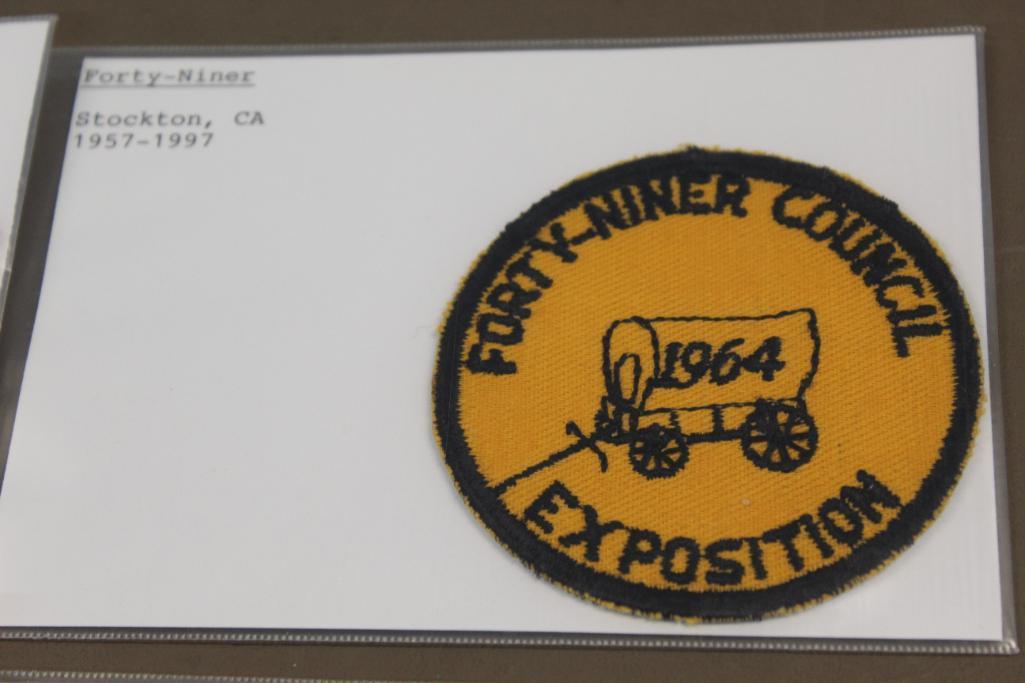 Forty-Niner
Stockton, CA
1957-1997
FORTY-NINER COUNCIL
1964
EXPOSITION